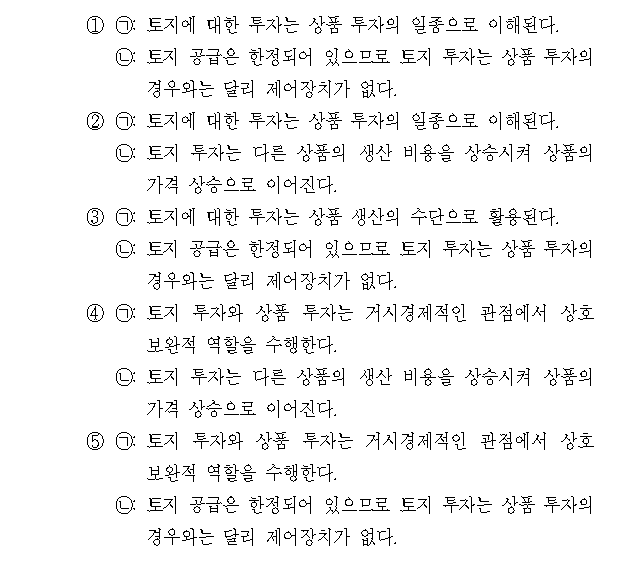 ① ㉠: 토지에 대한 투자는 상품 투자의 일종으로 이해된다.
㉡: 토지 공급은 한정되어 있으므로 토지 투자는 상품 투자의
경우와는 달리 제어장치가 없다.
② ㉠: 토지에 대한 투자는 상품 투자의 일종으로 이해된다.
㉡: 토지 투자는 다른 상품의 생산 비용을 상승시켜 상품의
가격 상승으로 이어진다.
③ ㉠: 토지에 대한 투자는 상품 생산의 수단으로 활용된다.
㉡: 토지 공급은 한정되어 있으므로 토지 투자는 상품 투자의
경우와는 달리 제어장치가 없다.
④ ㉠: 토지 투자와 상품 투자는 거시경제적인 관점에서 상호
보완적 역할을 수행한다.
㉡: 토지 투자는 다른 상품의 생산 비용을 상승시켜 상품의
가격 상승으로 이어진다.
⑤ ㉠: 토지 투자와 상품 투자는 거시경제적인 관점에서 상호
보완적 역할을 수행한다.
㉡: 토지 공급은 한정되어 있으므로 토지 투자는 상품 투자의
경우와는 달리 제어장치가 없다.